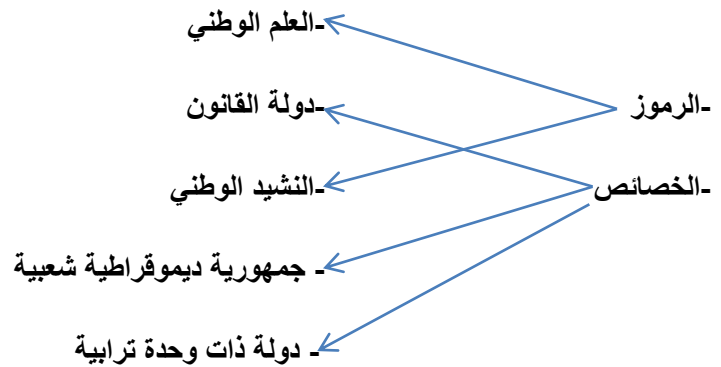 -العلم الوطني
-الرموز
-دولة القانون
-الخصائص
-النشيد الوطني
- جمهورية ديموقراطية شعبية
- دولة ذات وحدة ترابية